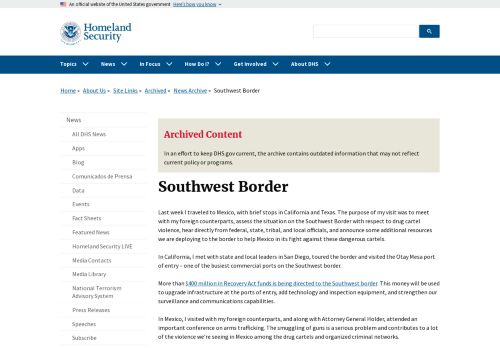 An official website of the United States government Here's how you know
Homeland
Security
Topics News In Focus How Do I? Get Involved About DHS
Home » About Us » Site Links » Archived » News Archive » Southwest Border
News
All DHS News
Apps
Blog
Comunicados de Prensa
Data
Events
Fact Sheets
Featured News
Homeland Security LIVE
Media Contacts
Media Library
National Terrorism
Advisory System
Press Releases
Speeches
Subscribe
Archived Content
In an effort to keep DHS.gov current, the archive contains outdated information that may not reflect
current policy or programs.
Southwest Border
Last week I traveled to Mexico, with brief stops in California and Texas. The purpose of my visit was to meet
with my foreign counterparts, assess the situation on the Southwest Border with respect to drug cartel
violence, hear directly from federal, state, tribal, and local officials, and announce some additional resources
we are deploying to the border to help Mexico in its fight against these dangerous cartels.
In California, I met with state and local leaders in San Diego, toured the border and visited the Otay Mesa port
of entry - one of the busiest commercial ports on the Southwest border.
More than $400 million in Recovery Act funds is being directed to the Southwest border. This money will be used
to upgrade infrastructure at the ports of entry, add technology and inspection equipment, and strengthen our
surveillance and communications capabilities.
In Mexico, I visited with my foreign counterparts, and along with Attorney General Holder, attended an
important conference on arms trafficking. The smuggling of guns is a serious problem and contributes to a lot
of the violence we're seeing in Mexico among the drug cartels and organized criminal networks.